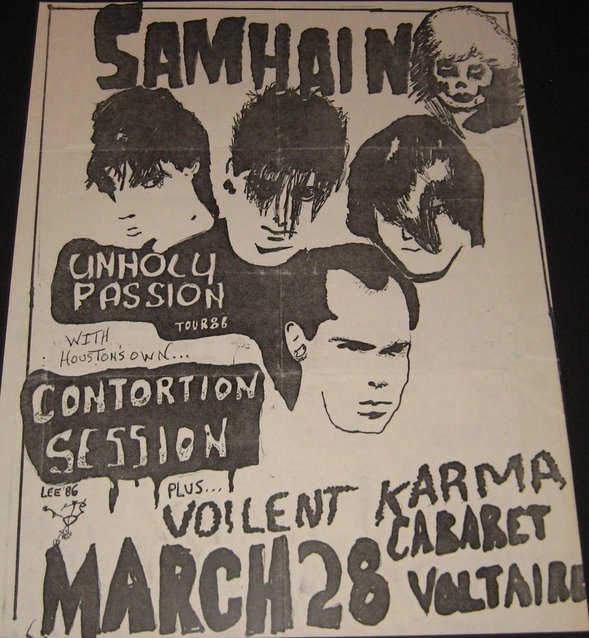 SAMHAIN
UNHOLY
PASSION
TOUR 86
WITH
HOUSTON'S OWN...
CONTORTION
SESSION
LEE '86
PLUS...
VOILENT KARMA
CABARET
VOLTAIRE
MARCH 28